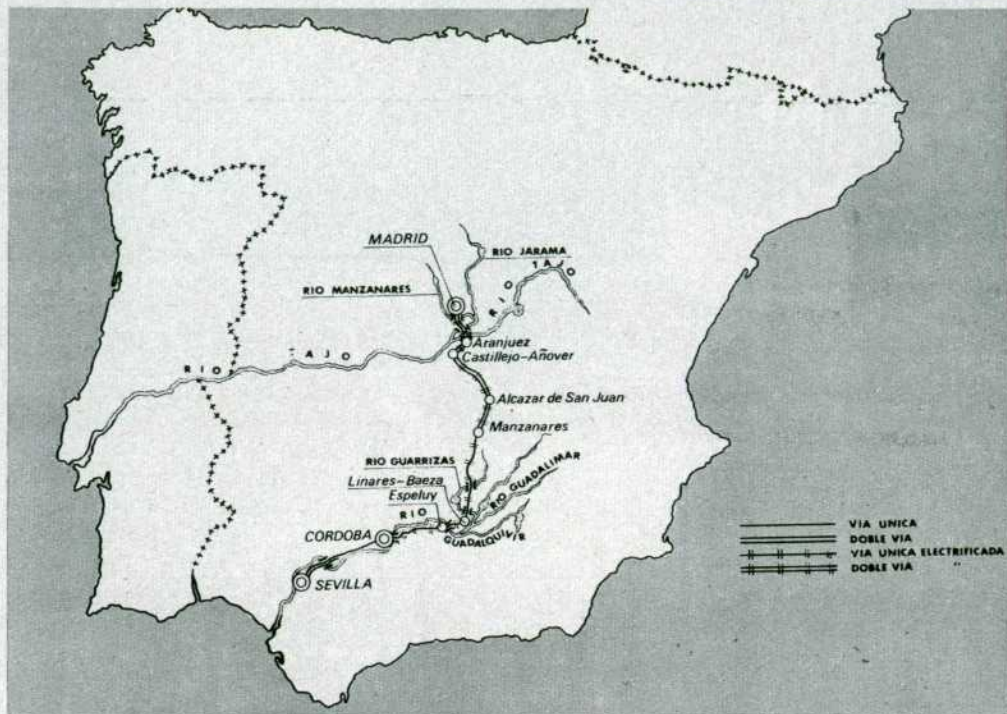 MADRID
RIO JARAMA
RIO TAJO
RIO MANZANARES
Aranjuez
Castillejo-Añover
RIO TAJO
Alcazar de San Juan
Manzanares
RIO GUARRIZAS
RIO GUADALIMAR
Linares-Baeza
Espeluy
RIO GUADALQUIVIR
CORDOBA
SEVILLA
VIA UNICA
DOBLE VIA
VIA UNICA ELECTRIFICADA
DOBLE VIA "